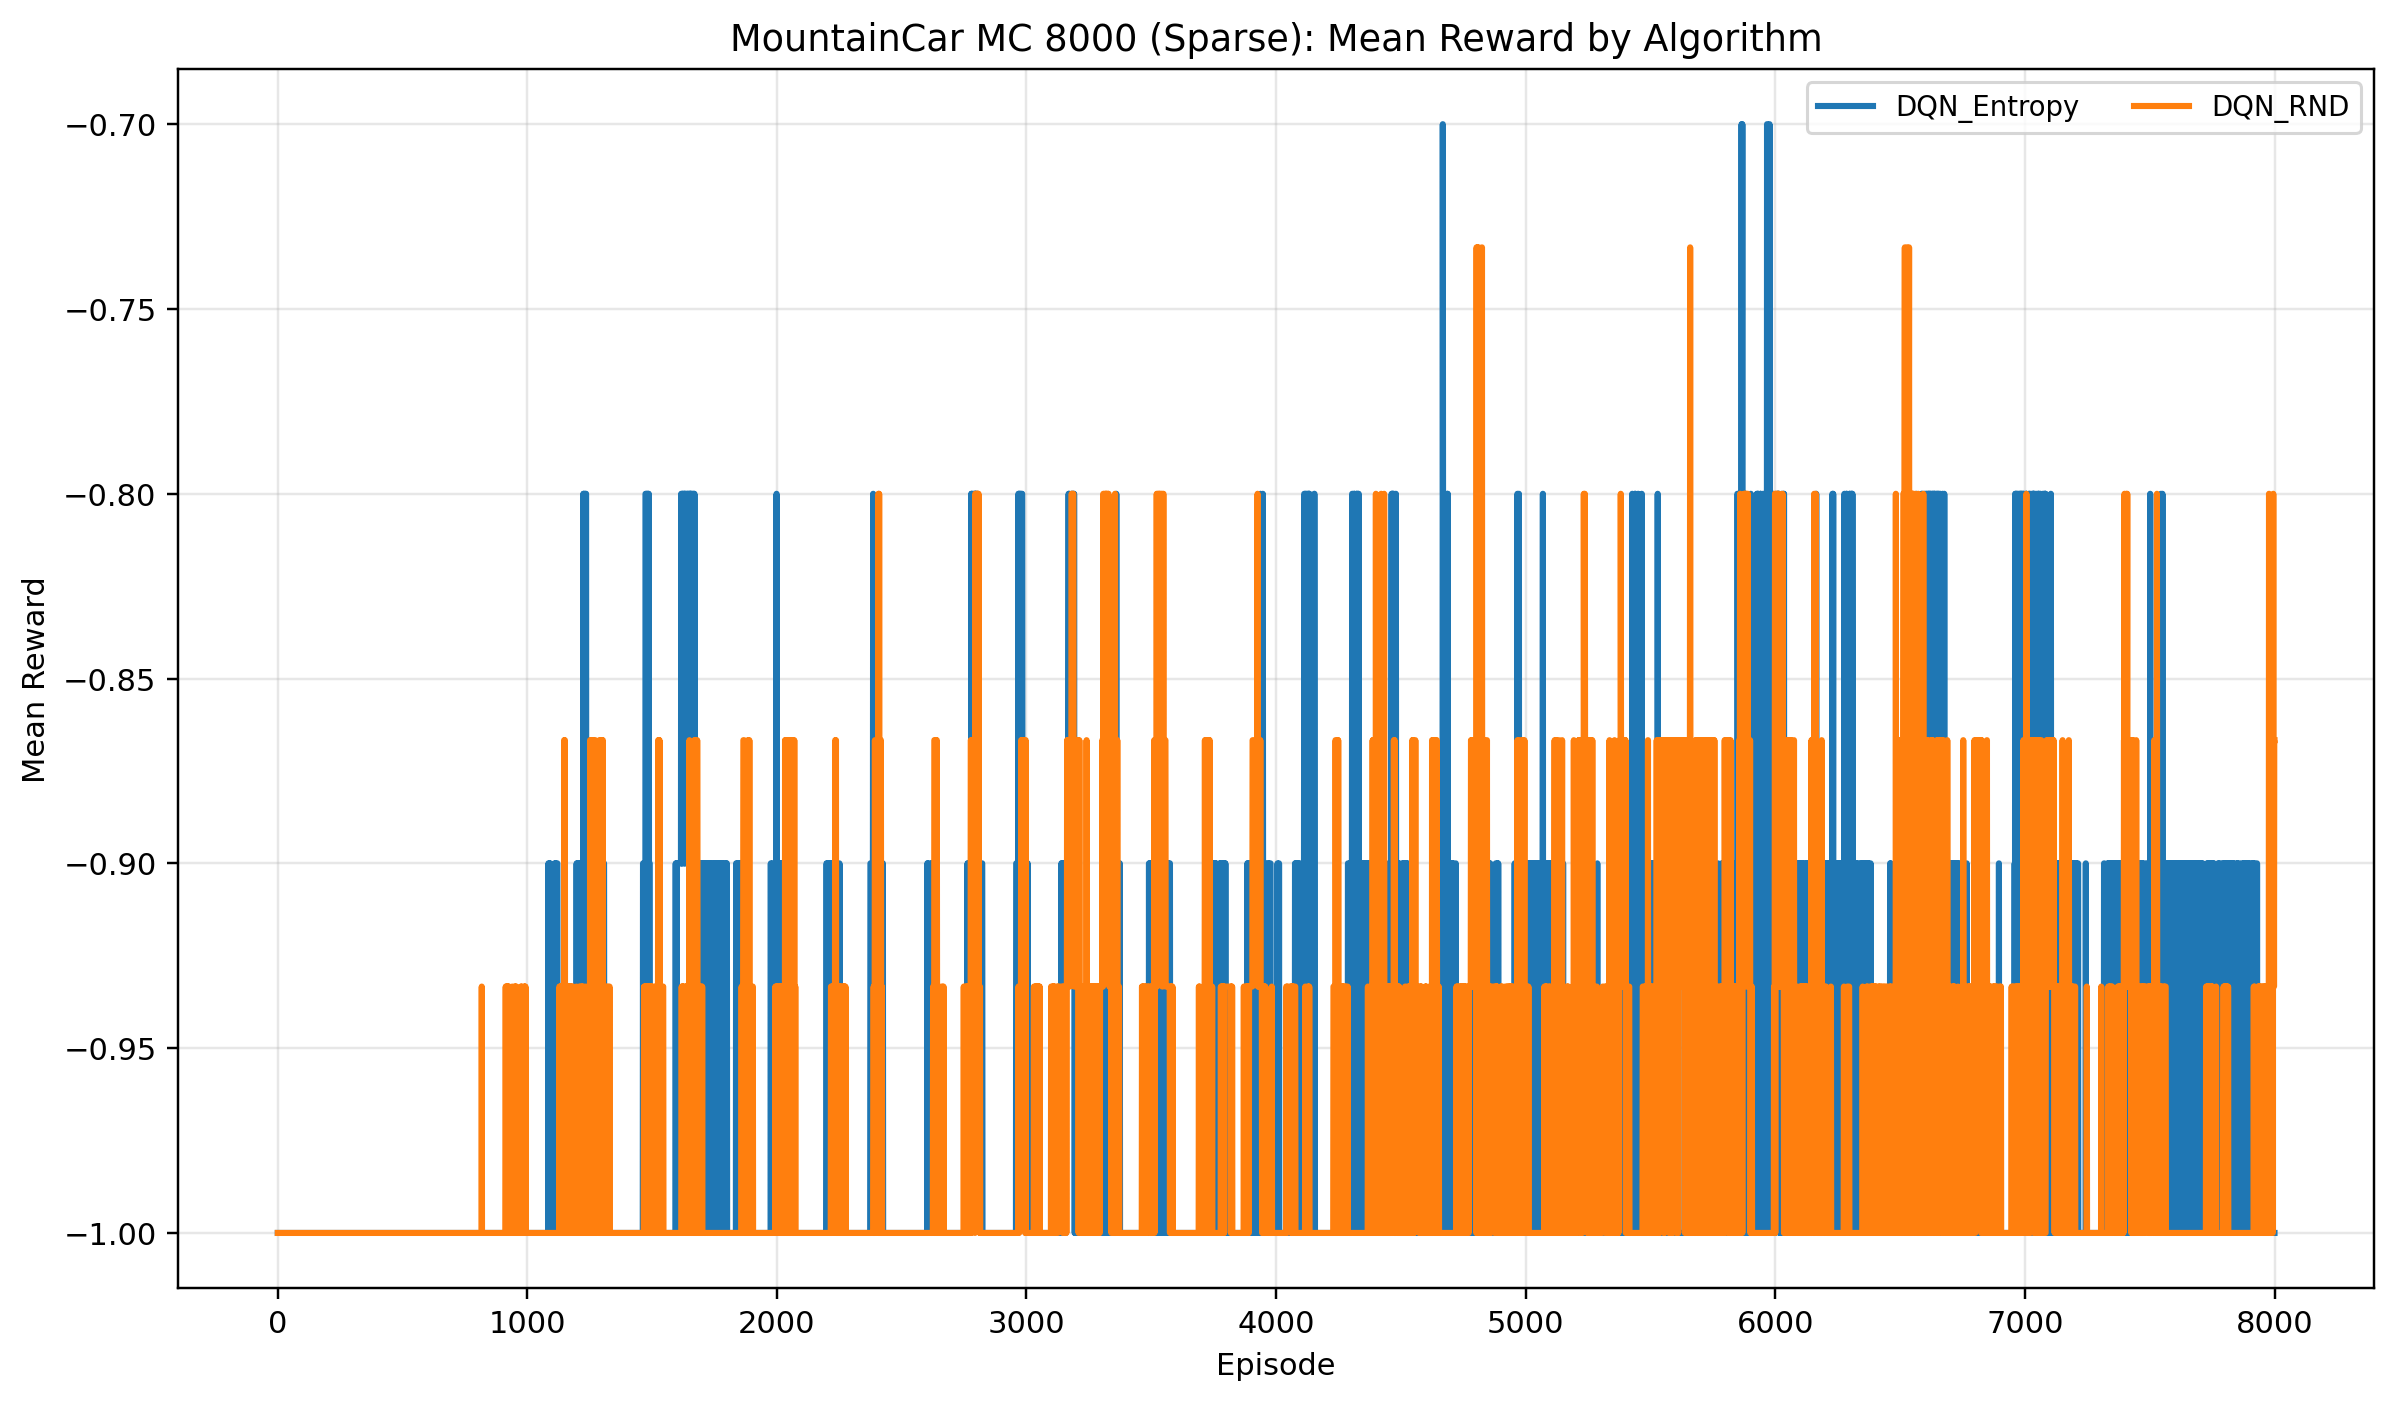 MountainCar MC 8000 (Sparse): Mean Reward by Algorithm
DQN_Entropy DQN_RND
−0.70
−0.75
−0.80
−0.85
−0.90
−0.95
−1.00
Mean Reward
0 1000 2000 3000 4000 5000 6000 7000 8000
Episode